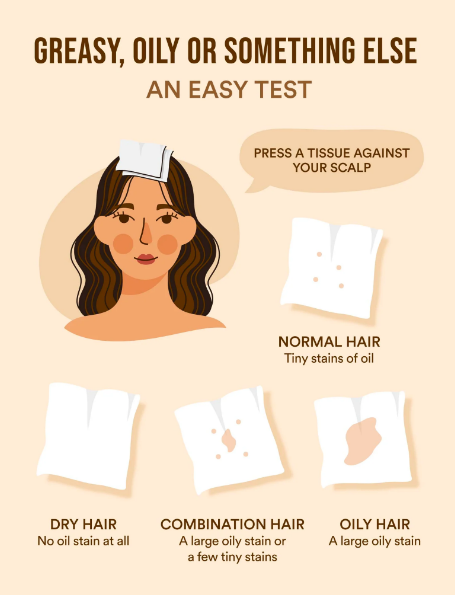 GREASY, OILY OR SOMETHING ELSE
AN EASY TEST
PRESS A TISSUE AGAINST
YOUR SCALP
NORMAL HAIR
Tiny stains of oil
DRY HAIR
No oil stain at all
COMBINATION HAIR
A large oily stain or
a few tiny stains
OILY HAIR
A large oily stain